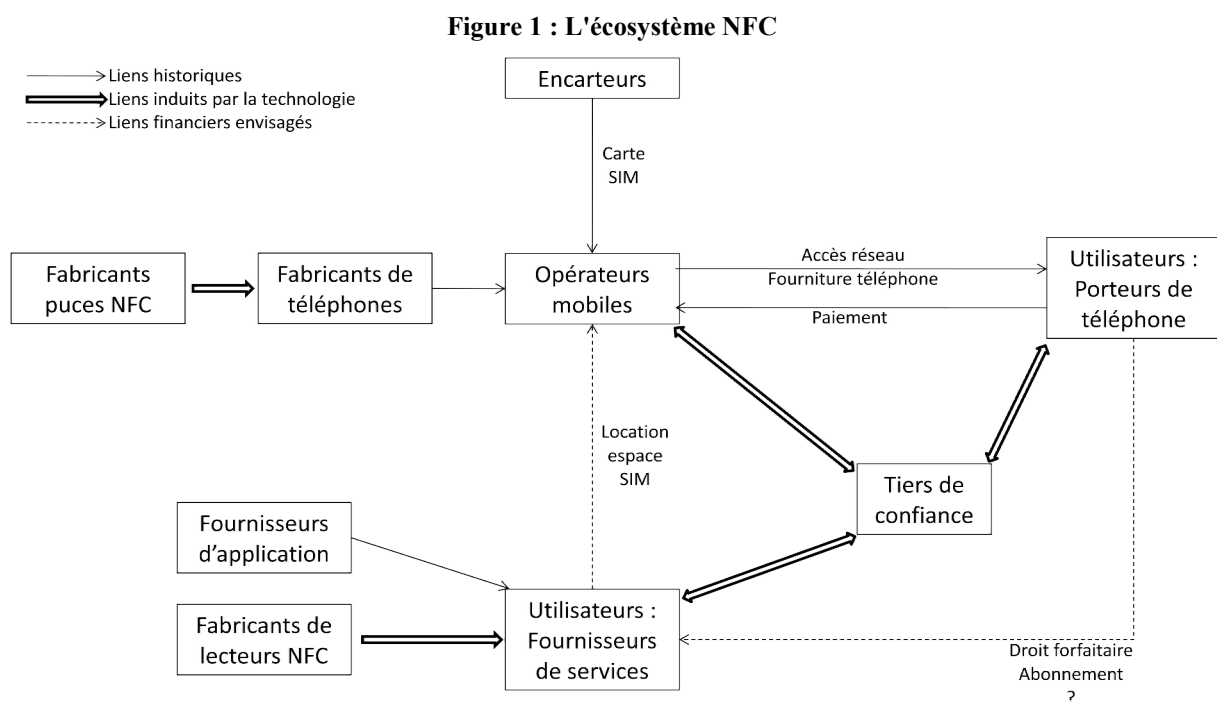 Figure 1 : L'écosystème NFC
Liens historiques
Liens induits par la technologie
Liens financiers envisagés
Encarteurs
Carte
SIM
Fabricants
puces NFC
Fabricants de
téléphones
Opérateurs
mobiles
Accès réseau
Fourniture téléphone
Paiement
Utilisateurs :
Porteurs de
téléphone
Location
espace
SIM
Tiers de
confiance
Fournisseurs
d’application
Fabricants de
lecteurs NFC
Utilisateurs :
Fournisseurs
de services
Droit forfaitaire
Abonnement
?